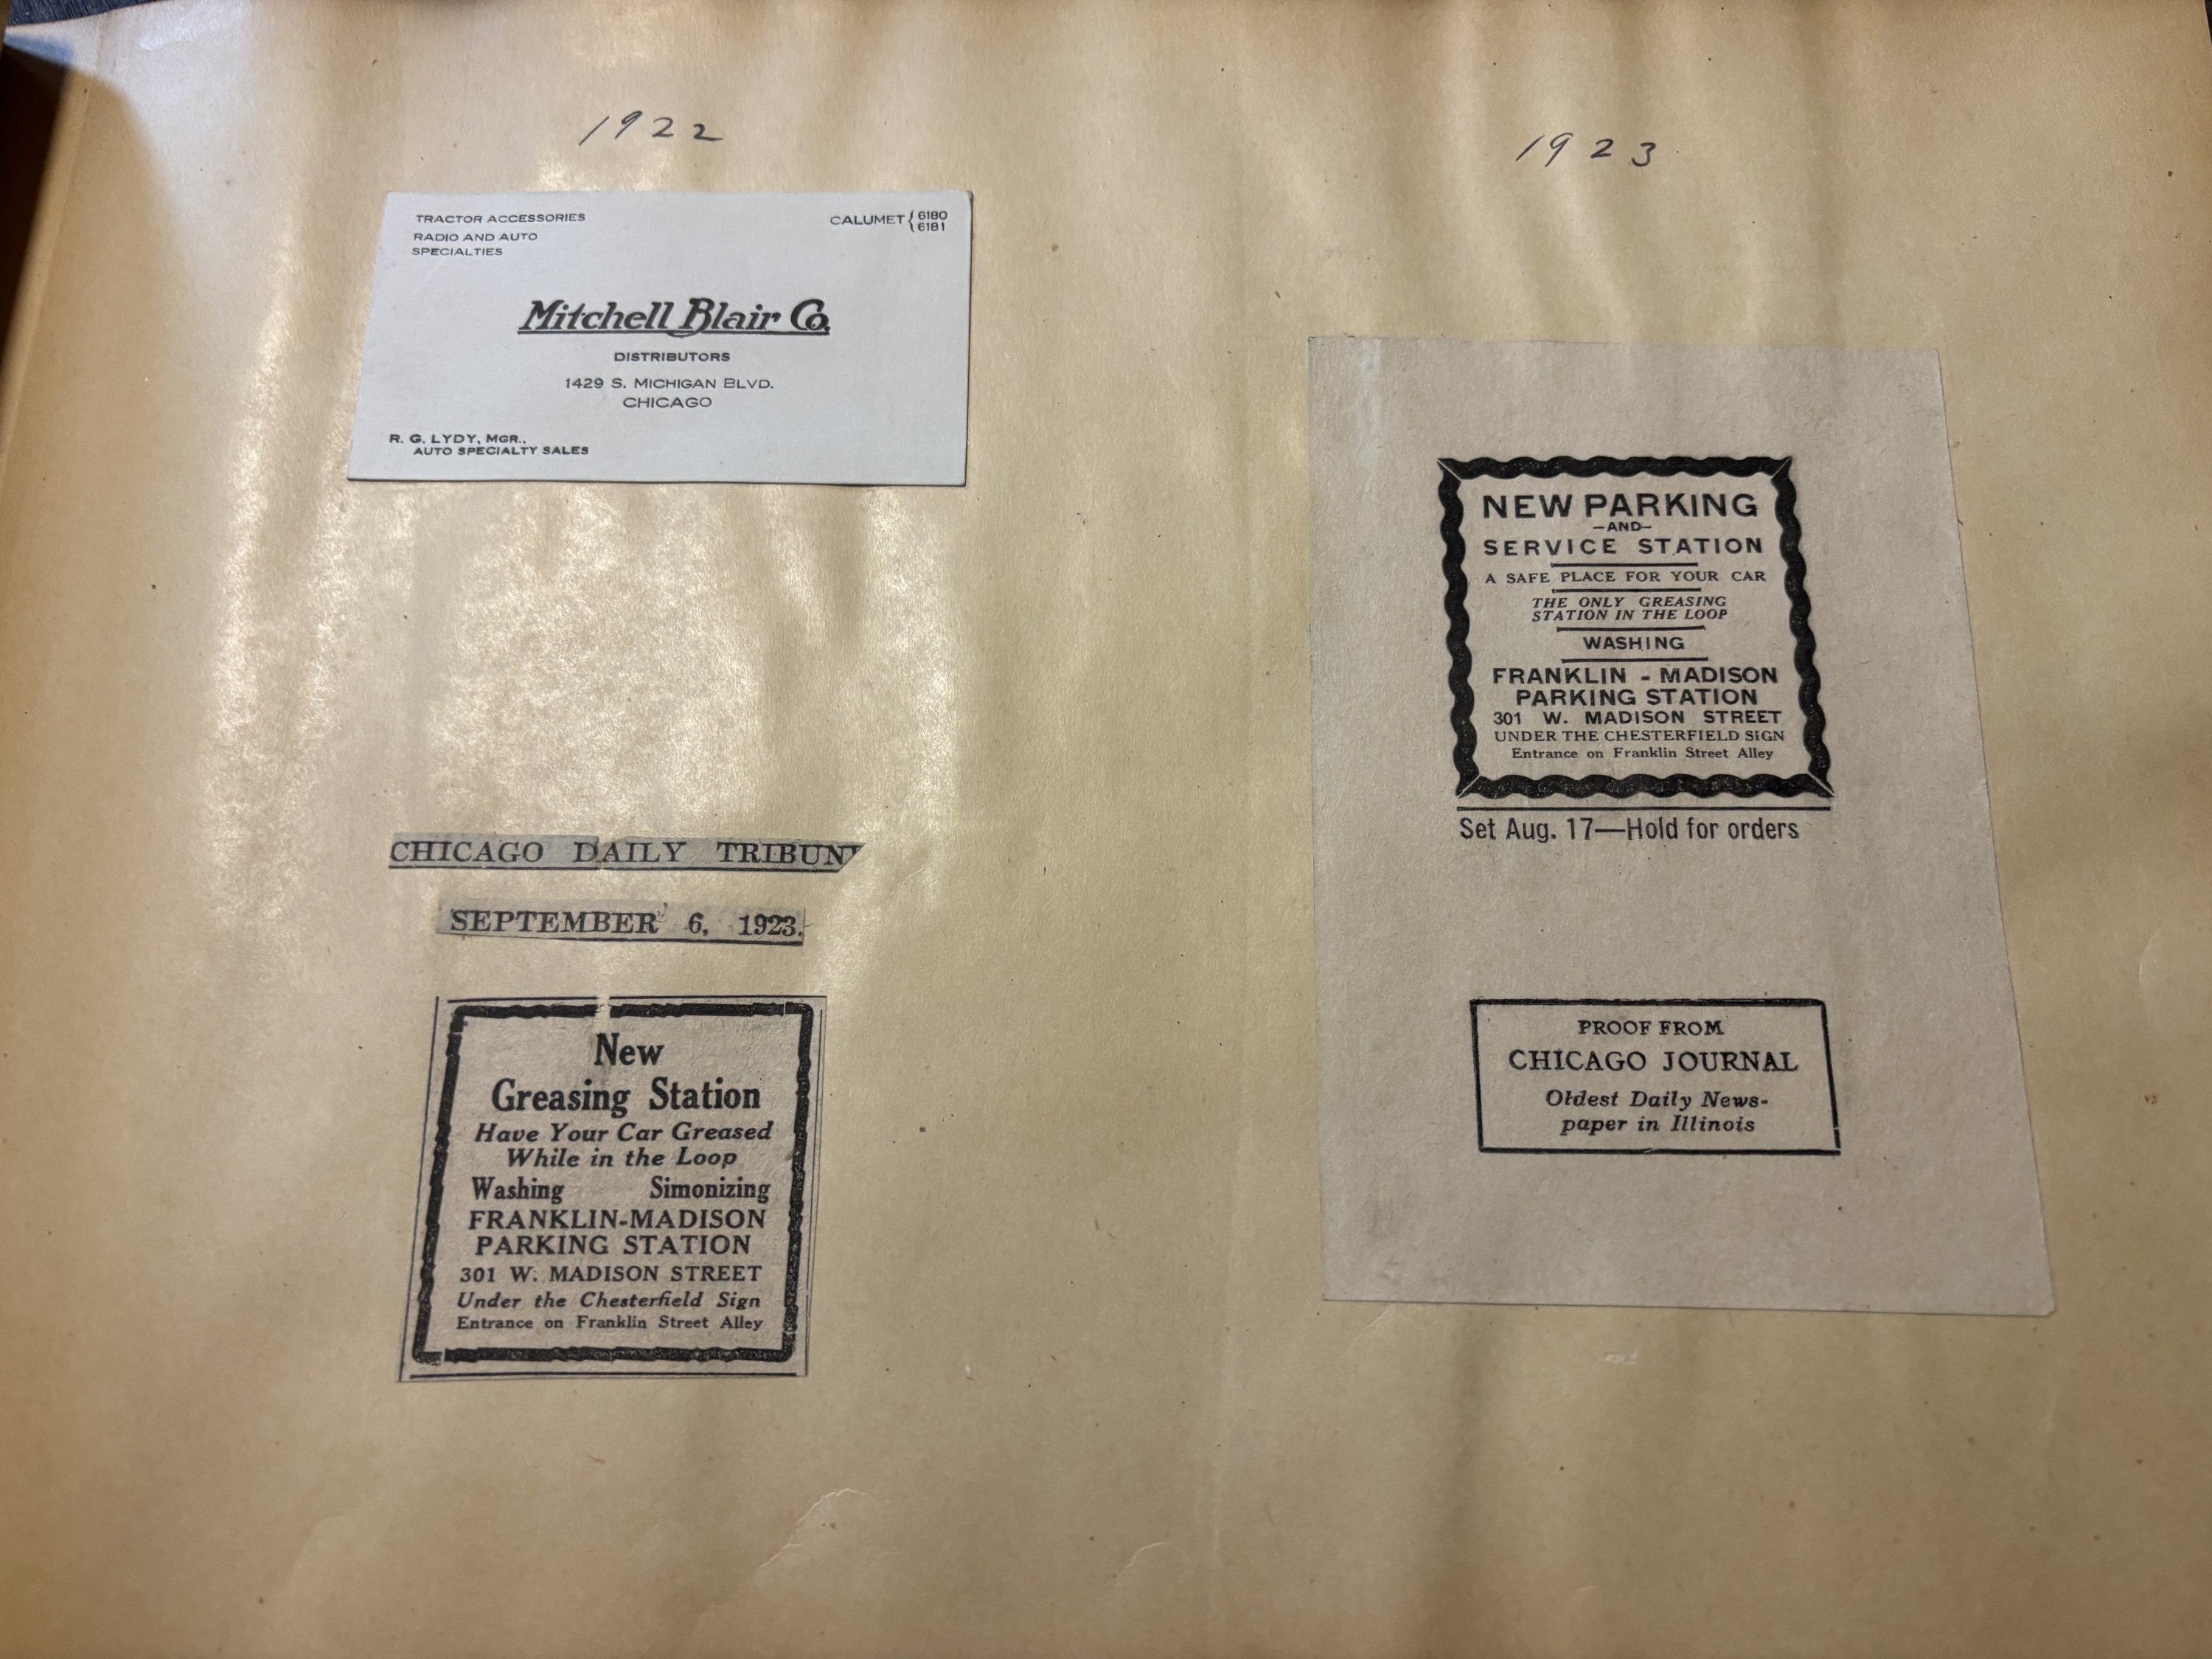 1922
TRACTOR ACCESSORIES
RADIO AND AUTO
SPECIALTIES
CALUMET { 6180
6181
Mitchell Blair Co.
DISTRIBUTORS
1429 S. MICHIGAN BLVD.
CHICAGO
R. G. LYDY, MGR.,
AUTO SPECIALTY SALES
CHICAGO DAILY TRIBUN
SEPTEMBER 6, 1923.
New
Greasing Station
Have Your Car Greased
While in the Loop
Washing Simonizing
FRANKLIN-MADISON
PARKING STATION
301 W. MADISON STREET
Under the Chesterfield Sign
Entrance on Franklin Street Alley
1923
NEW PARKING
—AND—
SERVICE STATION
A SAFE PLACE FOR YOUR CAR
THE ONLY GREASING
STATION IN THE LOOP
WASHING
FRANKLIN - MADISON
PARKING STATION
301 W. MADISON STREET
UNDER THE CHESTERFIELD SIGN
Entrance on Franklin Street Alley
Set Aug. 17—Hold for orders
PROOF FROM
CHICAGO JOURNAL
Oldest Daily News-
paper in Illinois